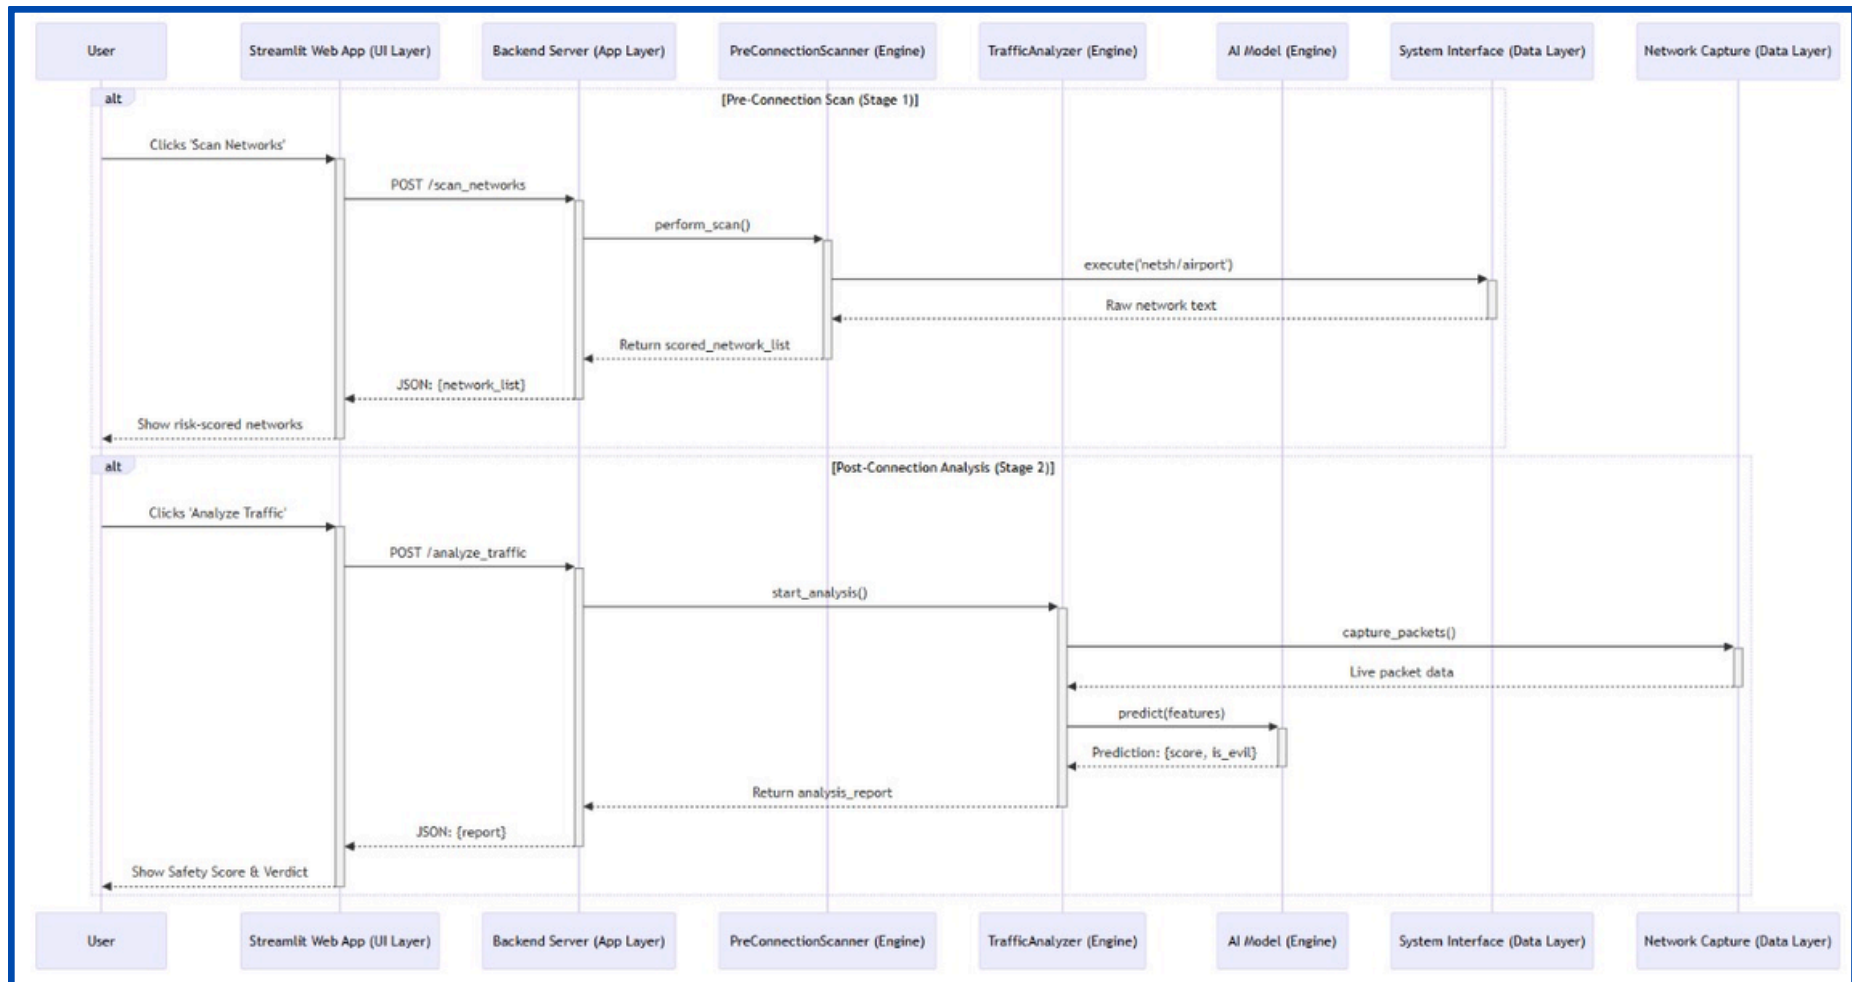 User
Streamlit Web App (UI Layer)
Backend Server (App Layer)
PreConnectionScanner (Engine)
TrafficAnalyzer (Engine)
AI Model (Engine)
System Interface (Data Layer)
Network Capture (Data Layer)
alt
[Pre-Connection Scan (Stage 1)]
Clicks 'Scan Networks'
POST /scan_networks
perform_scan()
execute('netsh/airport')
Raw network text
Return scored_network_list
JSON: {network_list}
Show risk-scored networks
alt
[Post-Connection Analysis (Stage 2)]
Clicks 'Analyze Traffic'
POST /analyze_traffic
start_analysis()
capture_packets()
Live packet data
predict(features)
Prediction: {score, is_evil}
Return analysis_report
JSON: {report}
Show Safety Score & Verdict
User
Streamlit Web App (UI Layer)
Backend Server (App Layer)
PreConnectionScanner (Engine)
TrafficAnalyzer (Engine)
AI Model (Engine)
System Interface (Data Layer)
Network Capture (Data Layer)